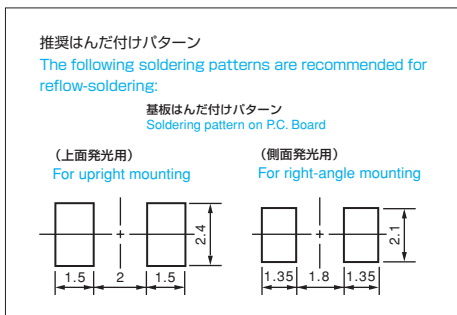 推奨はんだ付けパターン
The following soldering patterns are recommended for
reflow-soldering:
基板はんだ付けパターン
Soldering pattern on P.C. Board
（上面発光用）
For upright mounting
2.4
1.5 2 1.5
（側面発光用）
For right-angle mounting
2.1
1.35 1.8 1.35